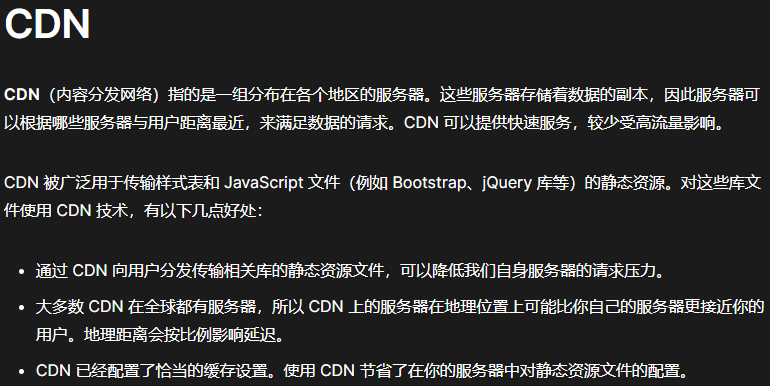 CDN
CDN（内容分发网络）指的是一组分布在各个地区的服务器。这些服务器存储着数据的副本，因此服务器可
以根据哪些服务器与用户距离最近，来满足数据的请求。CDN 可以提供快速服务，较少受高流量影响。
CDN 被广泛用于传输样式表和 JavaScript 文件（例如 Bootstrap、jQuery 库等）的静态资源。对这些库文
件使用 CDN 技术，有以下几点好处：
• 通过 CDN 向用户分发传输相关库的静态资源文件，可以降低我们自身服务器的请求压力。
• 大多数 CDN 在全球都有服务器，所以 CDN 上的服务器在地理位置上可能比你自己的服务器更接近你的
用户。地理距离会按比例影响延迟。
• CDN 已经配置了恰当的缓存设置。使用 CDN 节省了在你的服务器中对静态资源文件的配置。